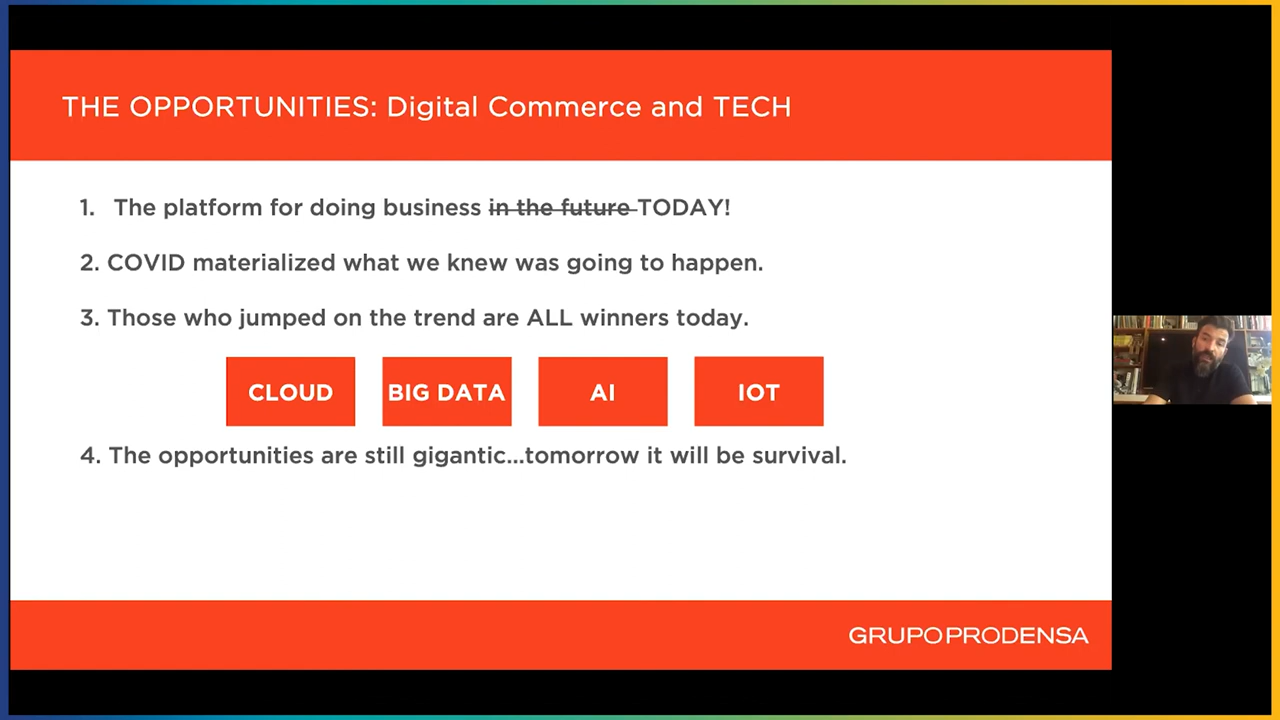 THE OPPORTUNITIES: Digital Commerce and TECH
1. The platform for doing business in the future TODAY!
2. COVID materialized what we knew was going to happen.
3. Those who jumped on the trend are ALL winners today.
CLOUD BIG DATA AI IOT
4. The opportunities are still gigantic...tomorrow it will be survival.
GRUPOPRODENSA